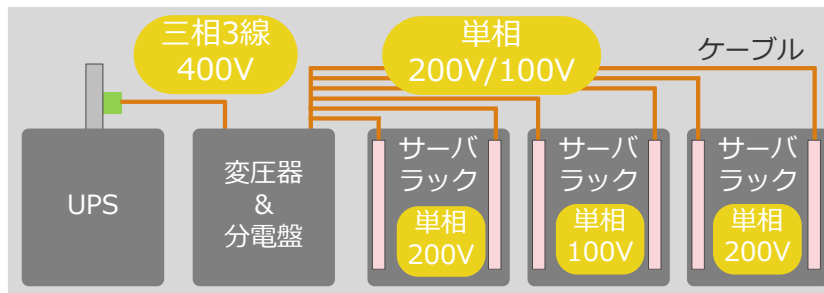 三相3線
400V
単相
200V/100V
ケーブル
UPS
変圧器
&
分電盤
サーバ
ラック
単相
200V
サーバ
ラック
単相
100V
サーバ
ラック
単相
200V